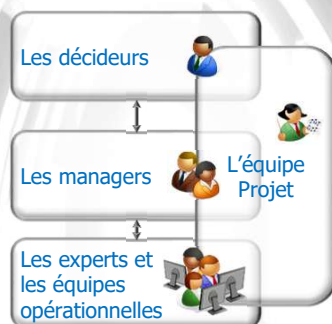 Les décideurs
Les managers
L'équipe
Projet
Les experts et
les équipes
opérationnelles